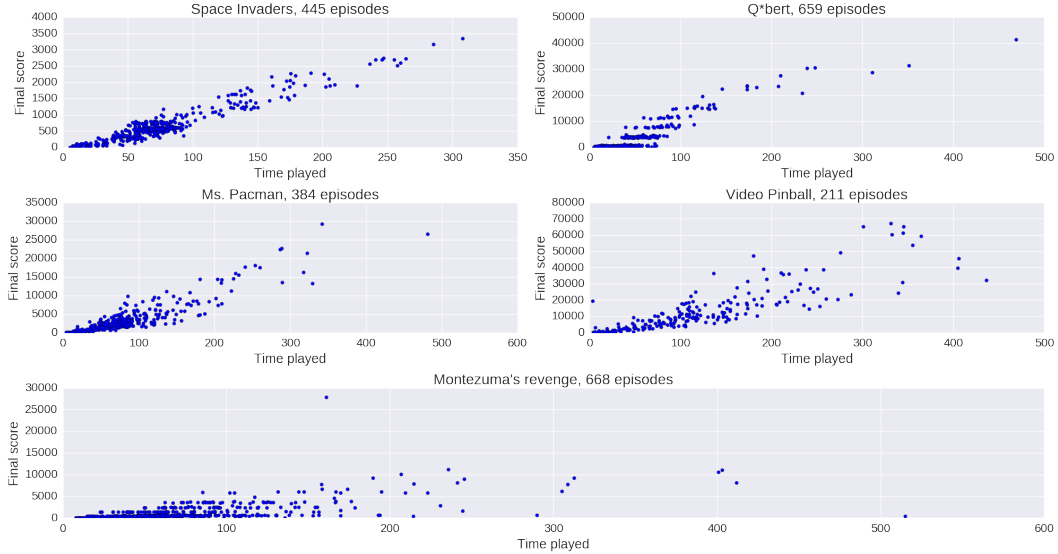 Space Invaders, 445 episodes
4000
3500
3000
2500
2000
1500
1000
500
0
Final score
0 50 100 150 200 250 300 350
Time played
Q*bert, 659 episodes
50000
40000
30000
20000
10000
0
Final score
0 100 200 300 400 500
Time played
Ms. Pacman, 384 episodes
35000
30000
25000
20000
15000
10000
5000
0
Final score
0 100 200 300 400 500 600
Time played
Video Pinball, 211 episodes
80000
70000
60000
50000
40000
30000
20000
10000
0
Final score
0 100 200 300 400 500
Time played
Montezuma's revenge, 668 episodes
30000
25000
20000
15000
10000
5000
0
Final score
0 100 200 300 400 500 600
Time played